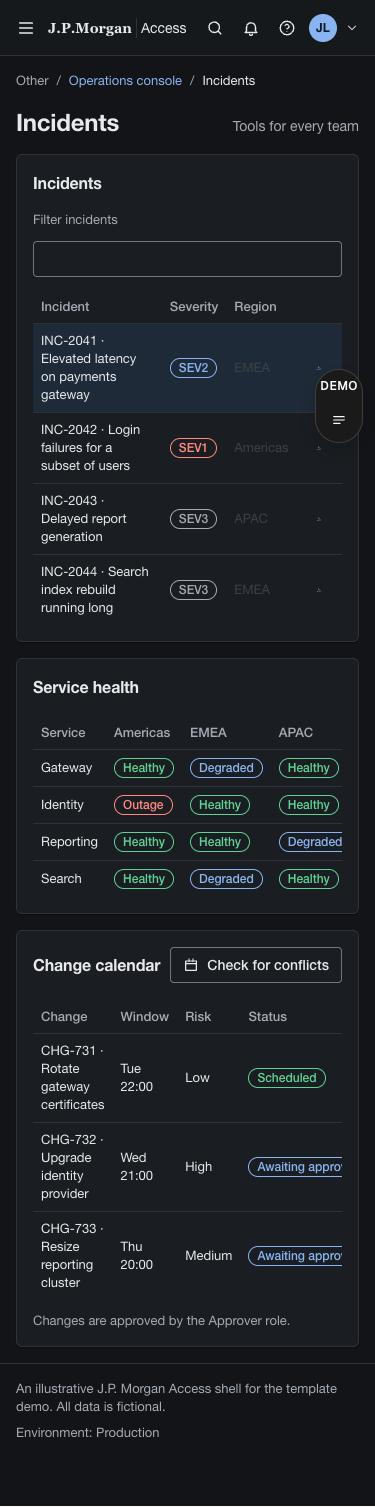 J.P.Morgan Access JL
Other / Operations console / Incidents
Incidents Tools for every team
Incidents
Filter incidents
Incident Severity Region
INC-2041 ·
Elevated latency
on payments
gateway
SEV2 EMEA
DEMO
INC-2042 · Login
failures for a
subset of users
SEV1 Americas
INC-2043 ·
Delayed report
generation
SEV3 APAC
INC-2044 · Search
index rebuild
running long
SEV3 EMEA
Service health
Service Americas EMEA APAC
Gateway Healthy Degraded Healthy
Identity Outage Healthy Healthy
Reporting Healthy Healthy Degraded
Search Healthy Degraded Healthy
Change calendar Check for conflicts
Change Window Risk Status
CHG-731 ·
Rotate
gateway
certificates
Tue
22:00
Low Scheduled
CHG-732 ·
Upgrade
identity
provider
Wed
21:00
High Awaiting approv
CHG-733 ·
Resize
reporting
cluster
Thu
20:00
Medium Awaiting approv
Changes are approved by the Approver role.
An illustrative J.P. Morgan Access shell for the template
demo. All data is fictional.
Environment: Production